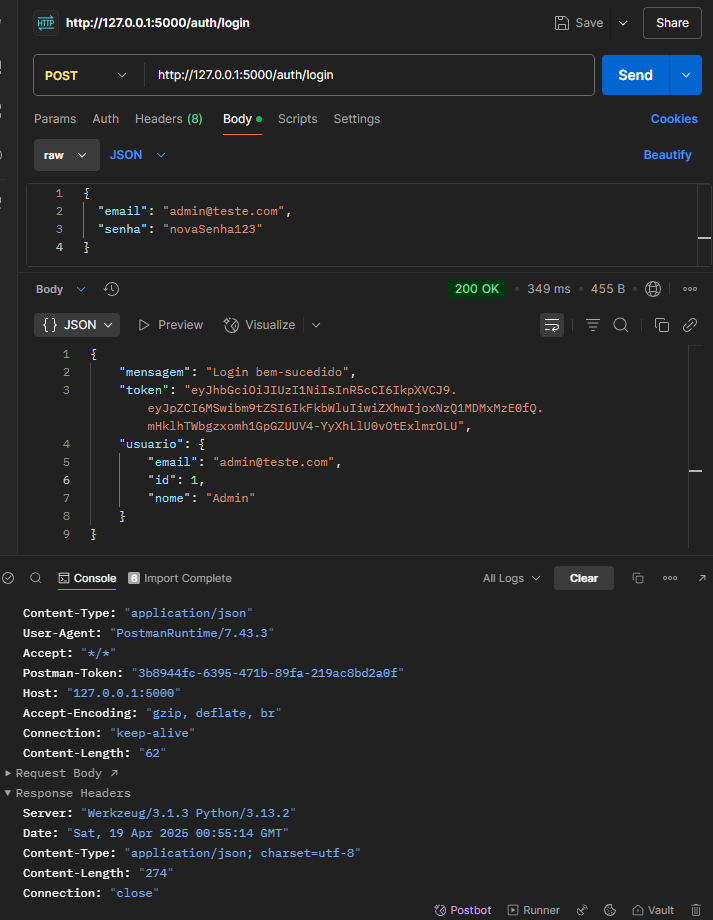 HTTP http://127.0.0.1:5000/auth/login Save Share
POST http://127.0.0.1:5000/auth/login Send
Params Auth Headers (8) Body Scripts Settings Cookies
raw JSON Beautify
1 {
2 "email": "admin@teste.com",
3 "senha": "novaSenha123"
4 }
Body 200 OK • 349 ms • 455 B •
{} JSON Preview Visualize
1 {
2 "mensagem": "Login bem-sucedido",
3 "token": "eyJhbGciOiJIUzI1NiIsInR5cCI6IkpXVCJ9.
eyJpZCI6MSwibm9tZSI6IkFkbWluIiwiZXhwIjoxNzQ1MDMxMzE0fQ.
mHklhTWbgzxomh1GpGZUUV4-YyXhLlU0vOtExlmrOLU",
4 "usuario": {
5 "email": "admin@teste.com",
6 "id": 1,
7 "nome": "Admin"
8 }
9 }
Console 6 Import Complete All Logs Clear
Content-Type: "application/json"
User-Agent: "PostmanRuntime/7.43.3"
Accept: "*/*"
Postman-Token: "3b8944fc-6395-471b-89fa-219ac8bd2a0f"
Host: "127.0.0.1:5000"
Accept-Encoding: "gzip, deflate, br"
Connection: "keep-alive"
Content-Length: "62"
Request Body
Response Headers
Server: "Werkzeug/3.1.3 Python/3.13.2"
Date: "Sat, 19 Apr 2025 00:55:14 GMT"
Content-Type: "application/json; charset=utf-8"
Content-Length: "274"
Connection: "close"
Postbot Runner Vault